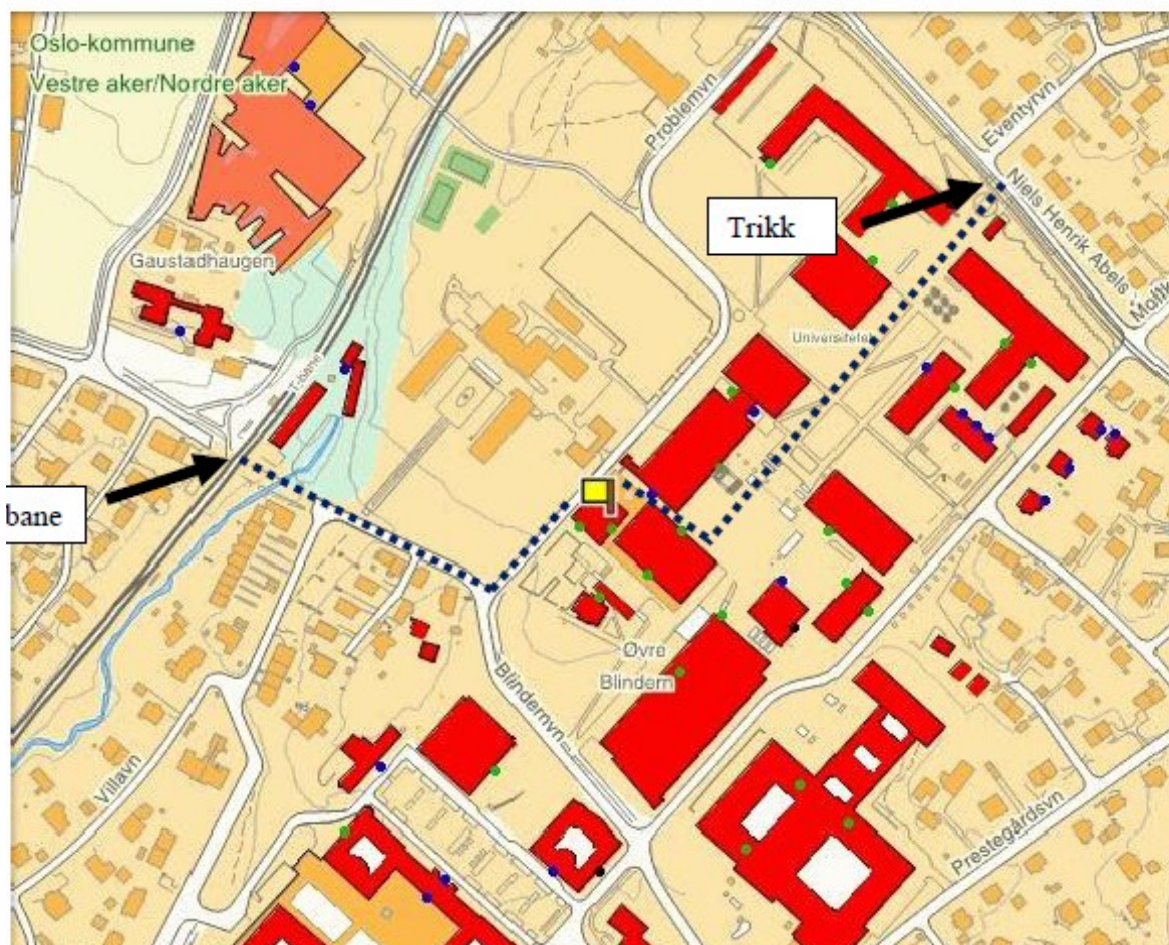 Oslo-kommune
Vestre aker/Nordre aker
Problemvn
Eventyrvn
Niels Henrik Abels
Trikk
Gaustadhaugen
Universitetet
T-bane
bane
Øvre
Blindern
Blindernvn
Villavn
Prestegårdsvn